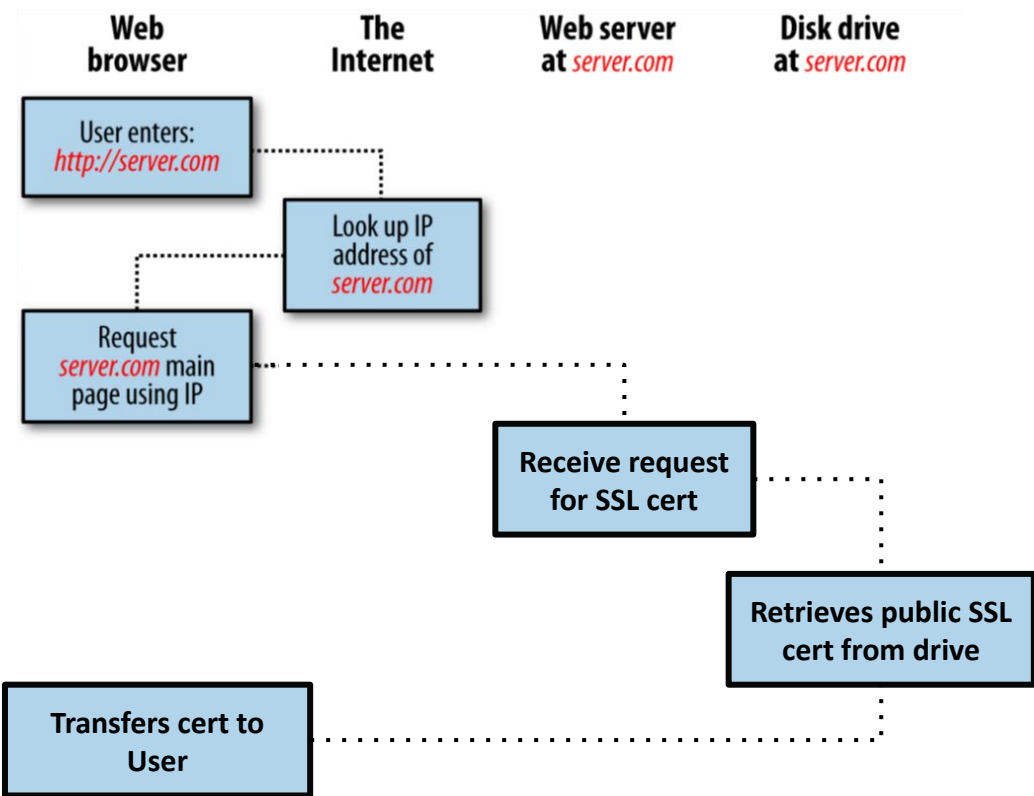 Web
browser
The
Internet
Web server
at server.com
Disk drive
at server.com
User enters:
http://server.com
Look up IP
address of
server.com
Request
server.com main
page using IP
Receive request
for SSL cert
Retrieves public SSL
cert from drive
Transfers cert to
User